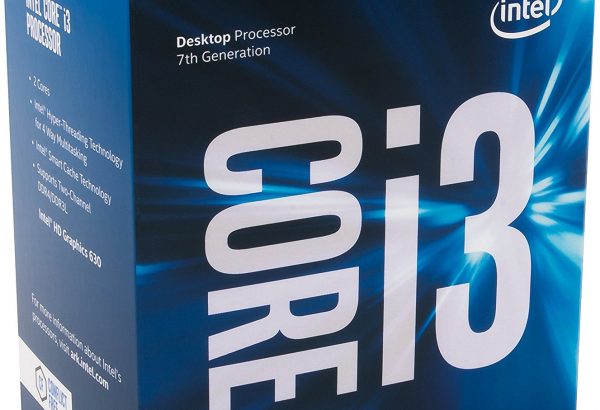 INTEL® CORE™ i3
PROCESSOR
• 2 Cores
• Intel® Hyper-Threading Technology
for 4 Way Multitasking
• Intel® Smart Cache Technology
• Supports Two-Channel
DDR4/DDR3L
Intel® HD Graphics 630
For more information about Intel's
processors, visit ark.intel.com
CONFLICT
FREE
intel
Desktop Processor
7th Generation
CORE i3